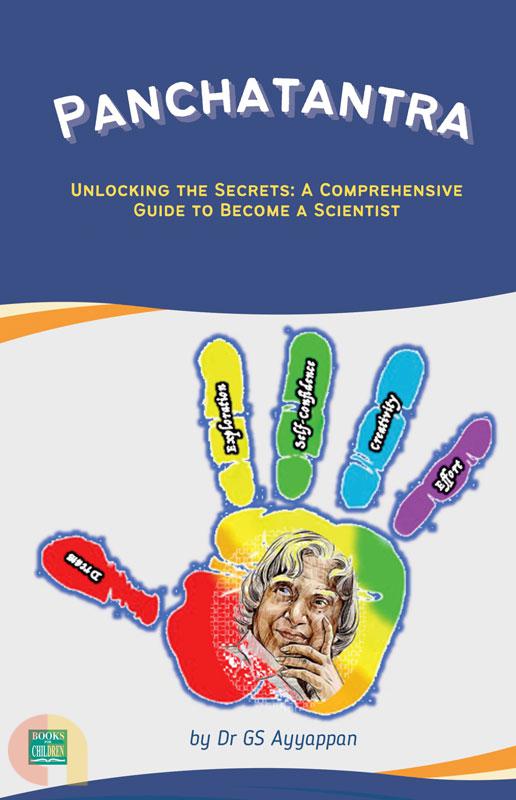 PANCHATANTRA
UNLOCKING THE SECRETS: A COMPREHENSIVE
GUIDE TO BECOME A SCIENTIST
Exploration
Self-Confidence
Creativity
Effort
Dream
by Dr GS Ayyappan
BOOKS
FOR
CHILDREN